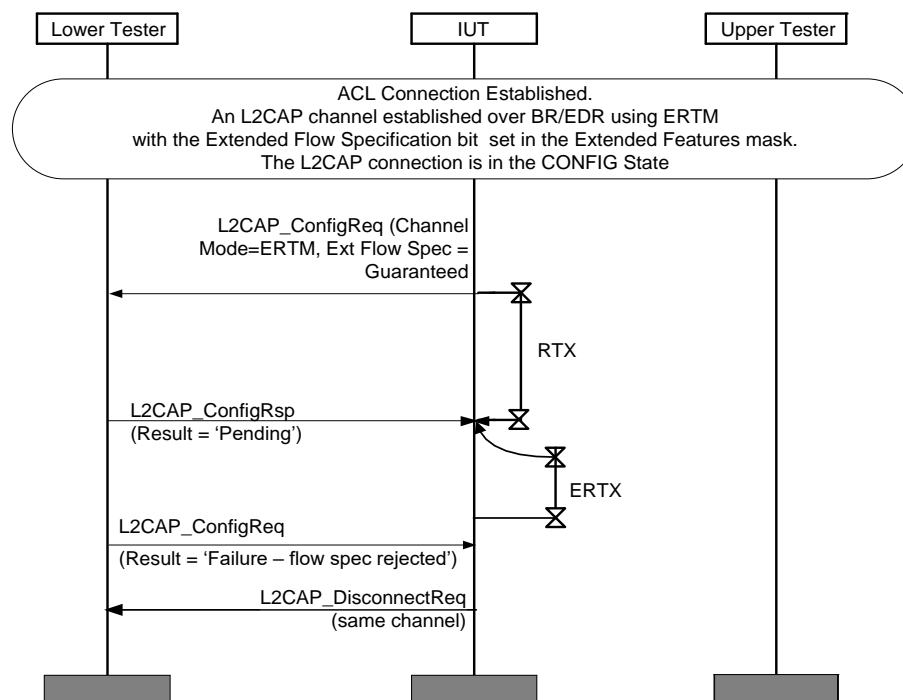 Lower Tester
IUT
Upper Tester
ACL Connection Established.
An L2CAP channel established over BR/EDR using ERTM
with the Extended Flow Specification bit set in the Extended Features mask.
The L2CAP connection is in the CONFIG State
L2CAP_ConfigReq (Channel
Mode=ERTM, Ext Flow Spec =
Guaranteed
RTX
L2CAP_ConfigRsp
(Result = 'Pending')
ERTX
L2CAP_ConfigReq
(Result = 'Failure – flow spec rejected')
L2CAP_DisconnectReq
(same channel)